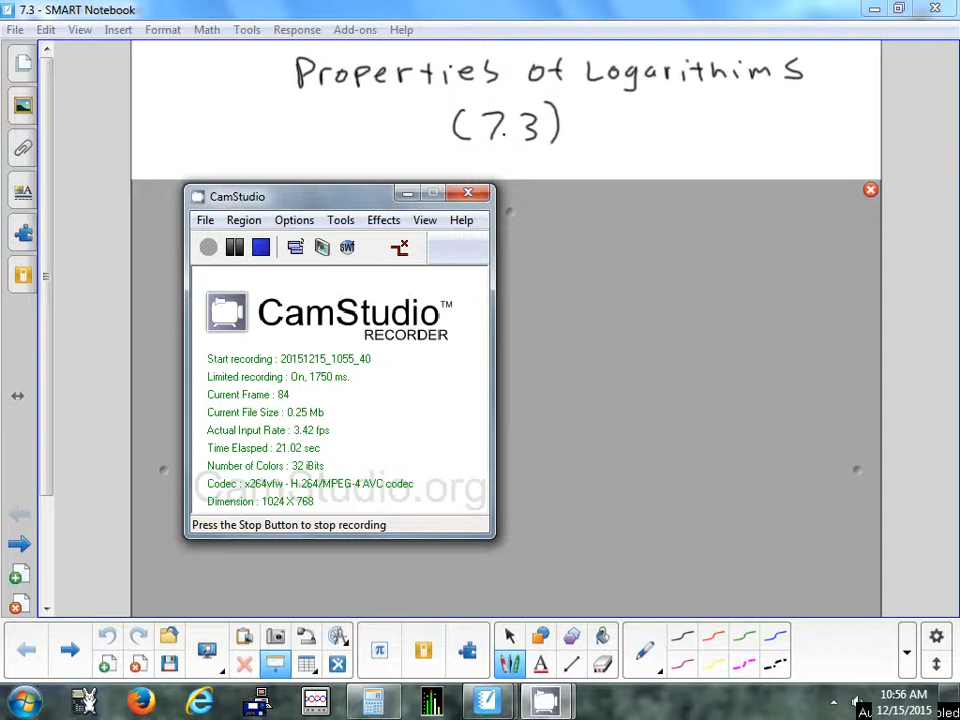 7.3 - SMART Notebook
File Edit View Insert Format Math Tools Response Add-ons Help
Properties of Logarithims
(7.3)
CamStudio
File Region Options Tools Effects View Help
SWF
CamStudio™
RECORDER
Start recording : 20151215_1055_40
Limited recording : On, 1750 ms.
Current Frame : 84
Current File Size : 0.25 Mb
Actual Input Rate : 3.42 fps
Time Elasped : 21.02 sec
Number of Colors : 32 iBits
Codec : x264vfw - H.264/MPEG-4 AVC codec
CamStudio.org
Dimension : 1024 X 768
Press the Stop Button to stop recording
π
A
10:56 AM
12/15/2015